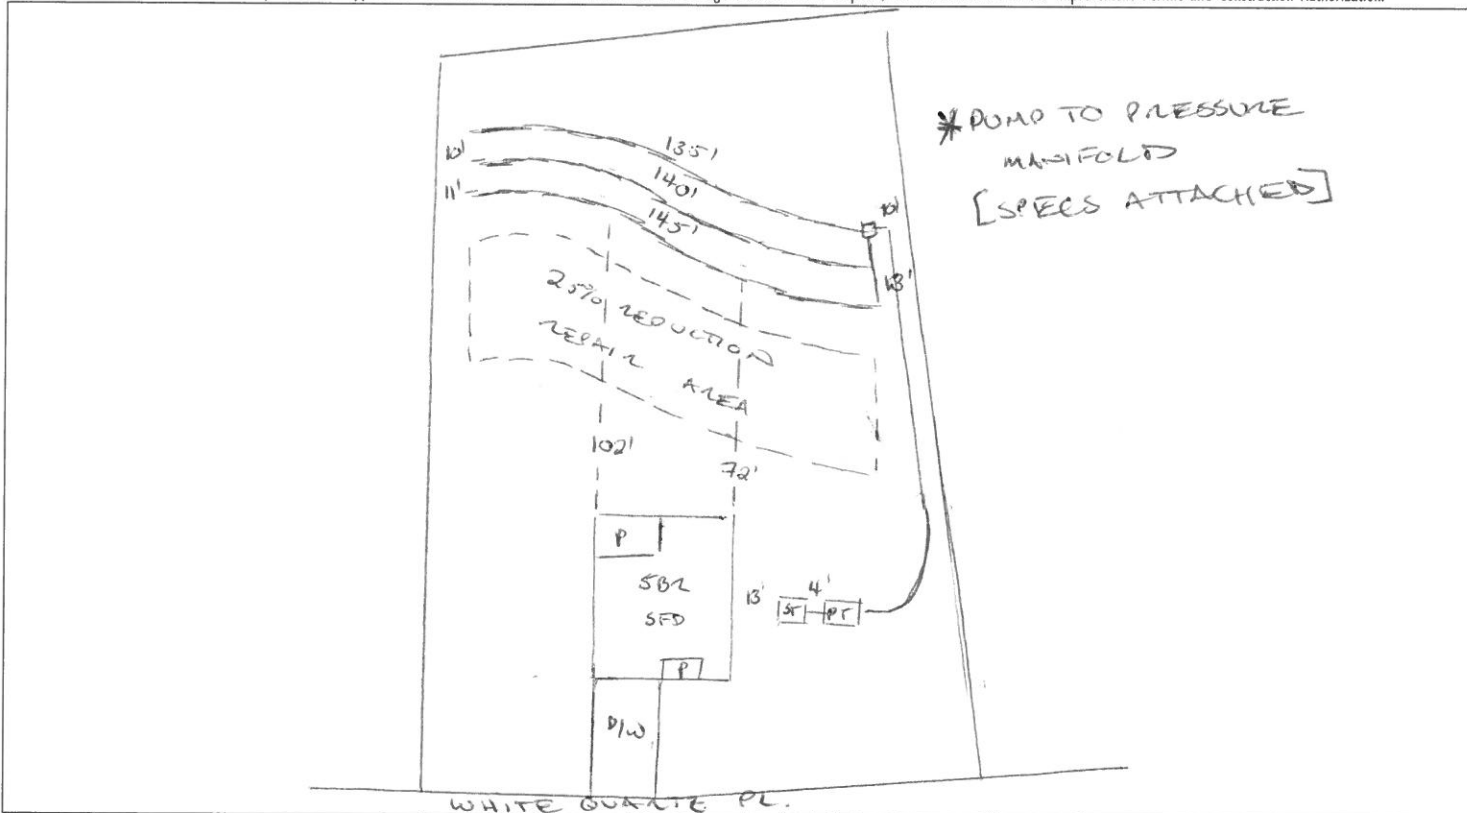 *PUMP TO PRESSURE
MANIFOLD
[SPECS ATTACHED]
135'
10'
140'
11'
145'
10'
25% REDUCTION
REPAIR AREA
102'
72'
P
5BR
SFD
13'
4'
ST
PT
P
D/W
WHITE QUARTZ PL.